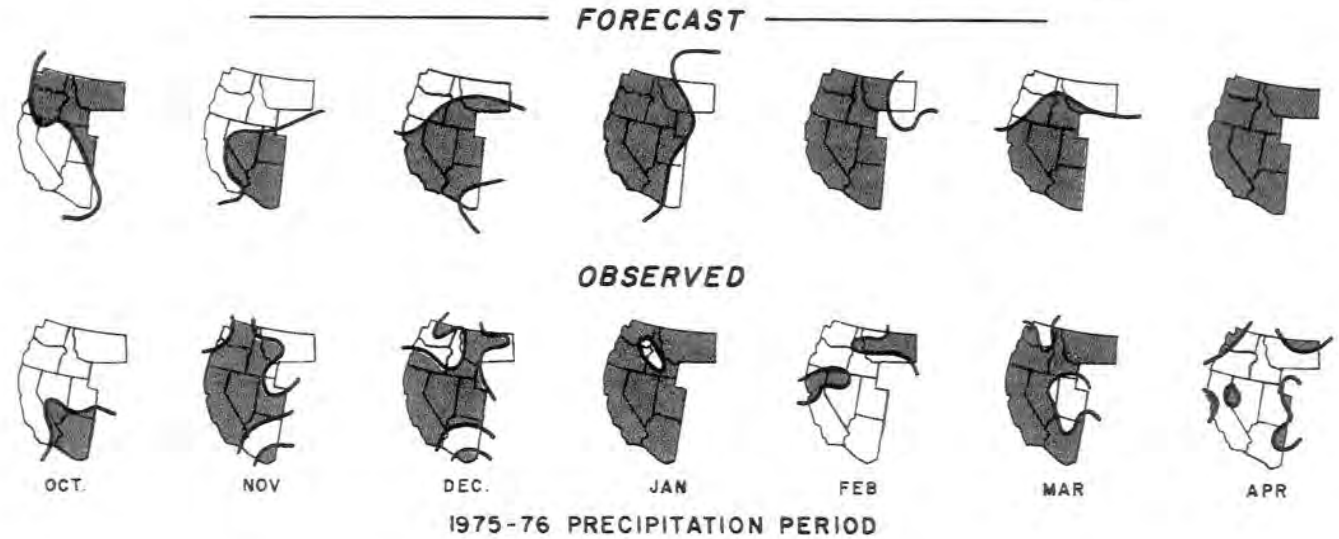 FORECAST
OBSERVED
OCT. NOV DEC. JAN FEB MAR APR
1975-76 PRECIPITATION PERIOD